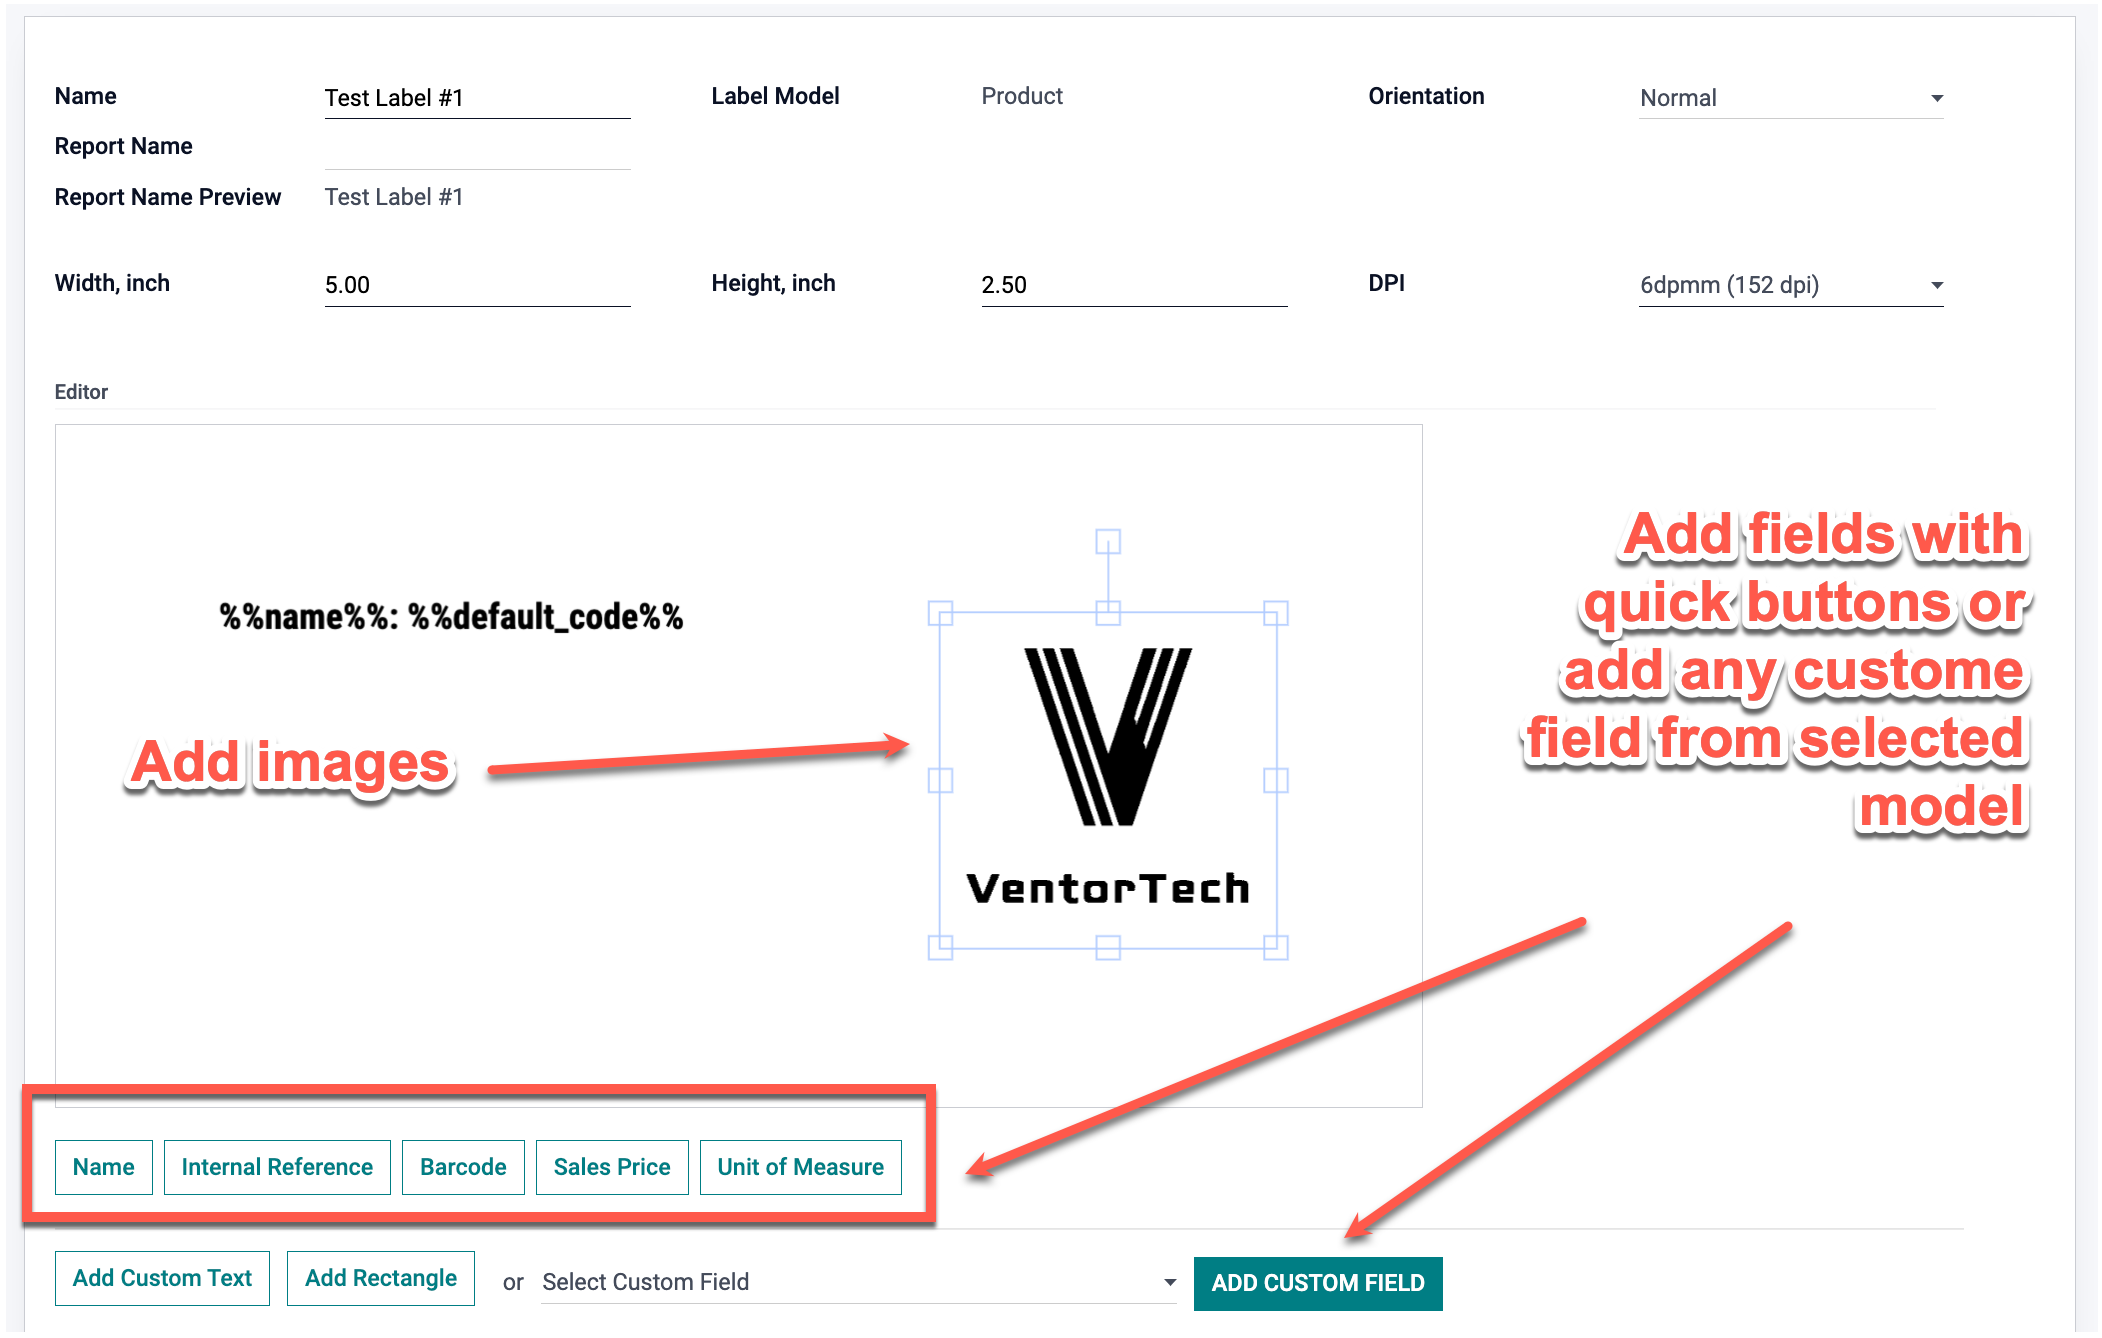 Name Test Label #1 Label Model Product Orientation Normal
Report Name
Report Name Preview Test Label #1
Width, inch 5.00 Height, inch 2.50 DPI 6dpmm (152 dpi)
Editor
%%name%%: %%default_code%%
Add images
VentorTech
Add fields with
quick buttons or
add any custome
field from selected
model
Name Internal Reference Barcode Sales Price Unit of Measure
Add Custom Text Add Rectangle or Select Custom Field ADD CUSTOM FIELD